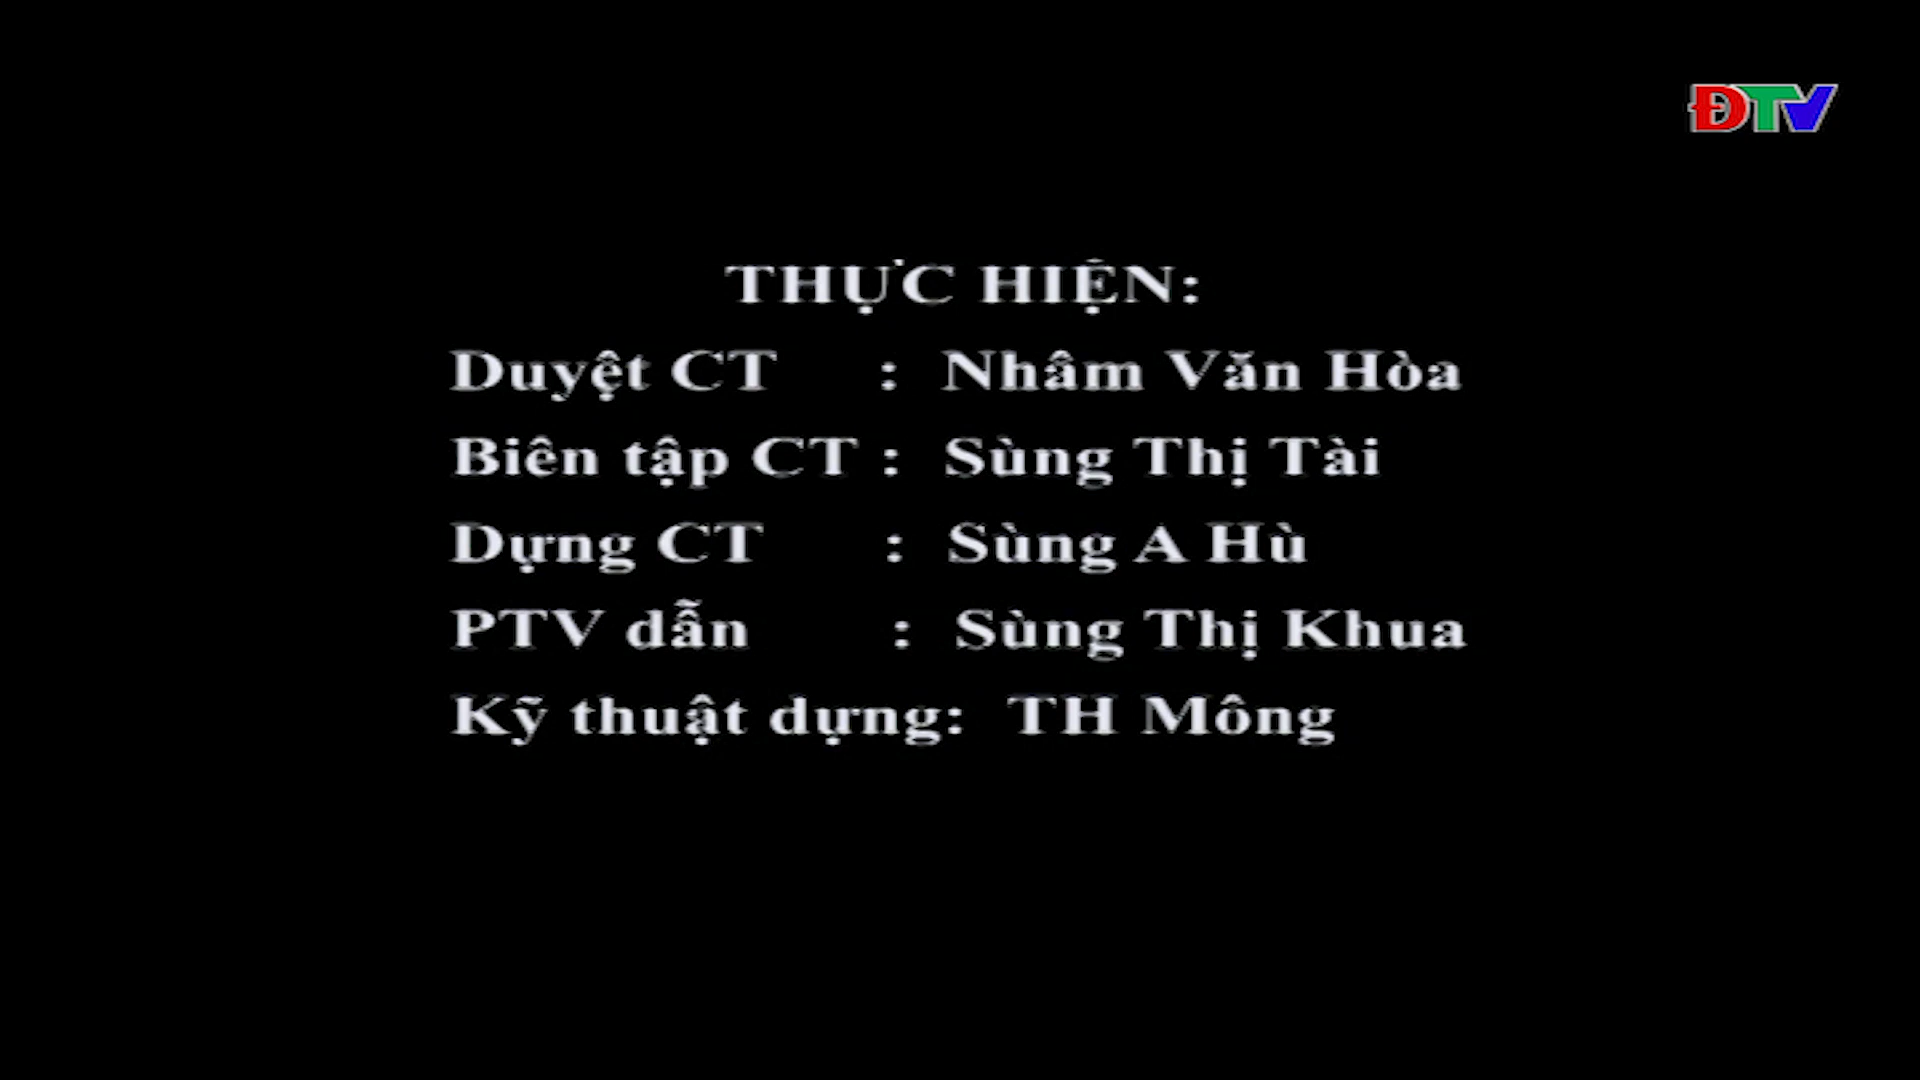 ĐTV
THỰC HIỆN:
Duyệt CT : Nhâm Văn Hòa
Biên tập CT : Sùng Thị Tài
Dựng CT : Sùng A Hù
PTV dẫn : Sùng Thị Khua
Kỹ thuật dựng: TH Mông